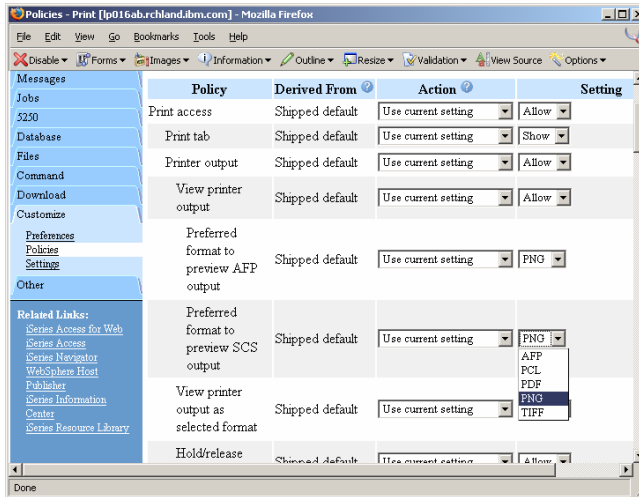 Policies - Print [lp016ab.rchland.ibm.com] - Mozilla Firefox
File Edit View Go Bookmarks Tools Help
Disable Forms Images Information Outline Resize Validation View Source Options
Messages
Jobs
5250
Database
Files
Command
Download
Customize
Preferences
Policies
Settings
Other
Related Links:
iSeries Access for Web
iSeries Access
iSeries Navigator
WebSphere Host
Publisher
iSeries Information
Center
iSeries Resource Library
Policy Derived From Action Setting
Print access Shipped default Use current setting Allow
Print tab Shipped default Use current setting Show
Printer output Shipped default Use current setting Allow
View printer
output Shipped default Use current setting Allow
Preferred
format to
preview AFP
output Shipped default Use current setting PNG
Preferred
format to
preview SCS
output Shipped default Use current setting PNG
AFP
PCL
PDF
PNG
TIFF
View printer
output as
selected format Shipped default Use current setting
Hold/release Shipped default Use current setting Allow
Done